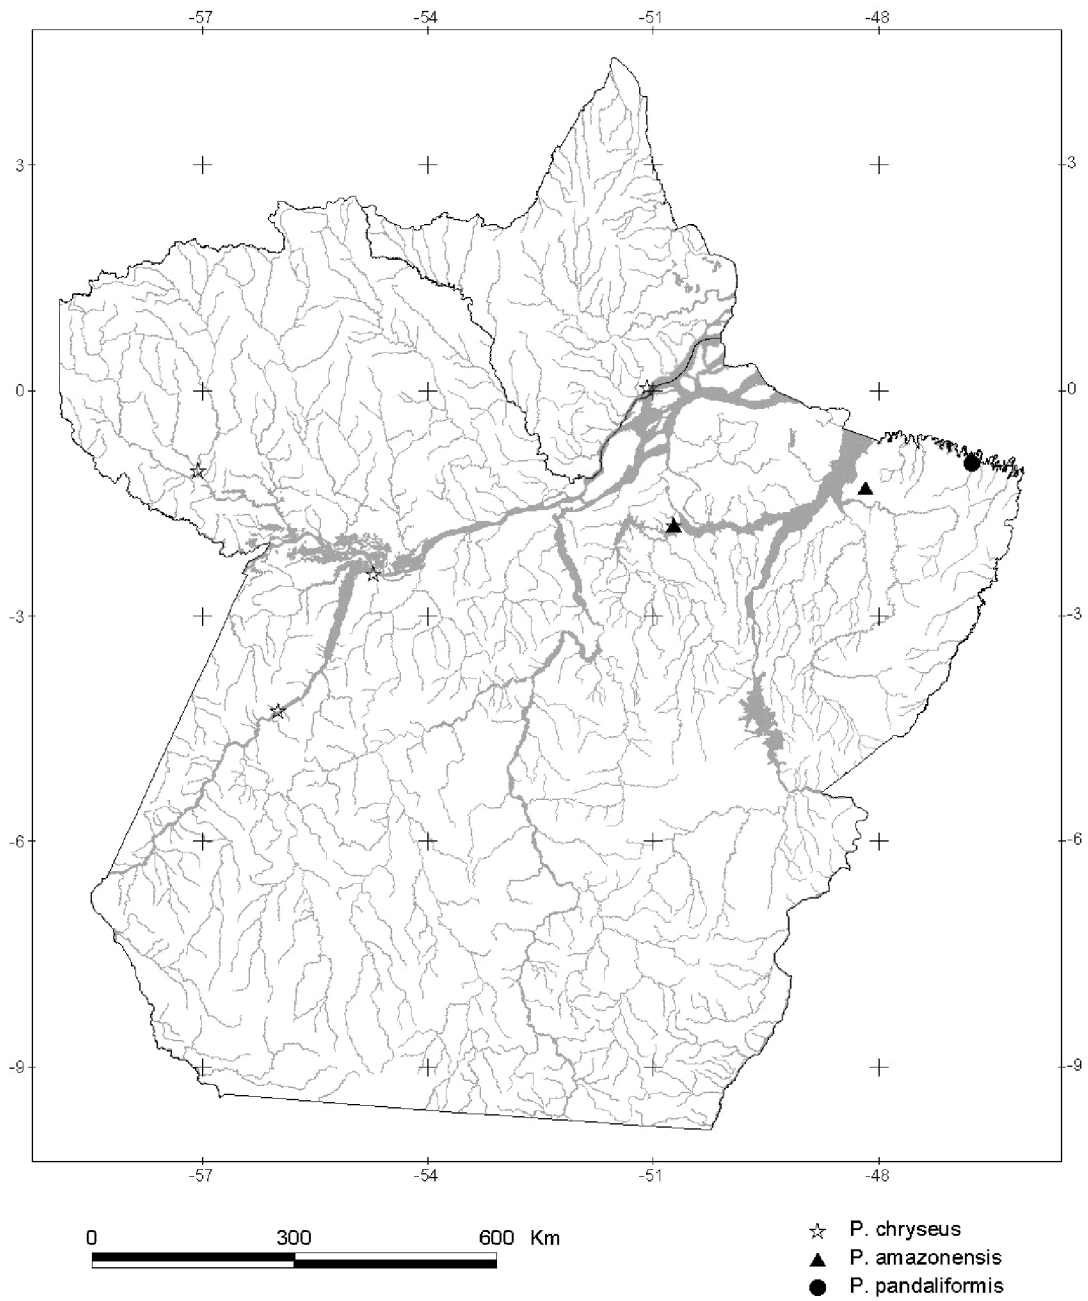 -57 -54 -51 -48
3 3
0 0
-3 -3
-6 -6
-9 -9
-57 -54 -51 -48
0 300 600 Km
P. chryseus
P. amazonensis
P. pandaliformis